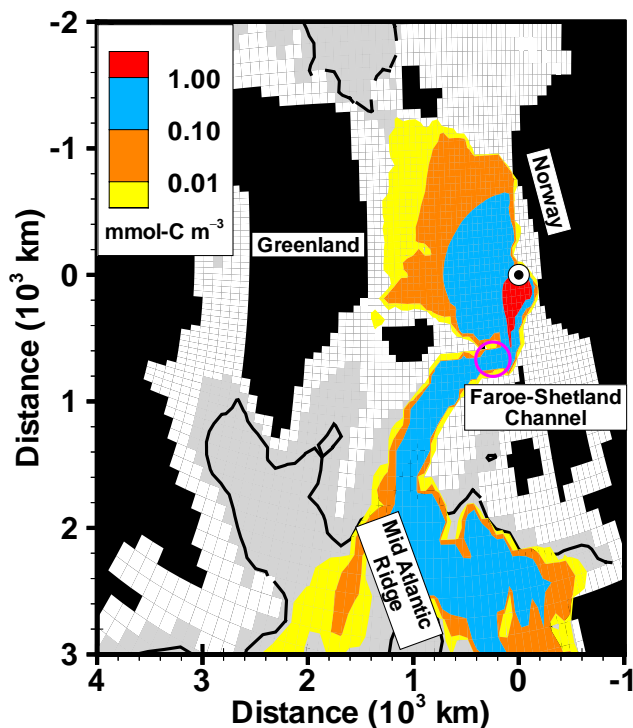 -2
-1
0
1
2
3
Distance (10³ km)
1.00
0.10
0.01
mmol-C m⁻³
Greenland
Norway
Faroe-Shetland
Channel
Mid Atlantic
Ridge
4
3
2
1
0
-1
Distance (10³ km)